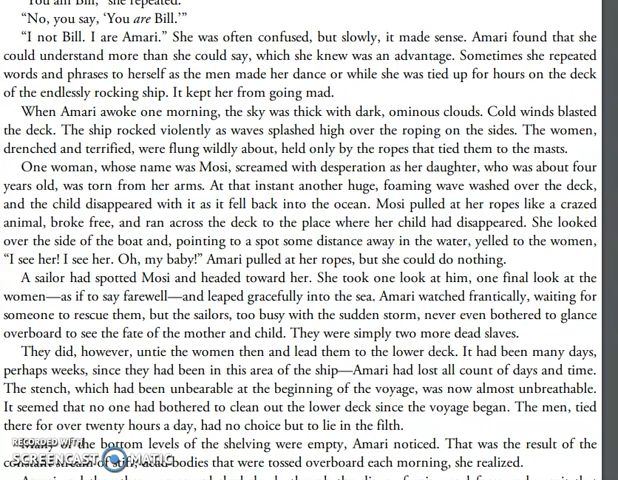 "You am Bill," she repeated.
"No, you say, 'You are Bill.'"
"I not Bill. I are Amari." She was often confused, but slowly, it made sense. Amari found that she
could understand more than she could say, which she knew was an advantage. Sometimes she repeated
words and phrases to herself as the men made her dance or while she was tied up for hours on the deck
of the endlessly rocking ship. It kept her from going mad.
When Amari awoke one morning, the sky was thick with dark, ominous clouds. Cold winds blasted
the deck. The ship rocked violently as waves splashed high over the roping on the sides. The women,
drenched and terrified, were flung wildly about, held only by the ropes that tied them to the masts.
One woman, whose name was Mosi, screamed with desperation as her daughter, who was about four
years old, was torn from her arms. At that instant another huge, foaming wave washed over the deck,
and the child disappeared with it as it fell back into the ocean. Mosi pulled at her ropes like a crazed
animal, broke free, and ran across the deck to the place where her child had disappeared. She looked
over the side of the boat and, pointing to a spot some distance away in the water, yelled to the women,
"I see her! I see her. Oh, my baby!" Amari pulled at her ropes, but she could do nothing.
A sailor had spotted Mosi and headed toward her. She took one look at him, one final look at the
women—as if to say farewell—and leaped gracefully into the sea. Amari watched frantically, waiting for
someone to rescue them, but the sailors, too busy with the sudden storm, never even bothered to glance
overboard to see the fate of the mother and child. They were simply two more dead slaves.
They did, however, untie the women then and lead them to the lower deck. It had been many days,
perhaps weeks, since they had been in this area of the ship—Amari had lost all count of days and time.
The stench, which had been unbearable at the beginning of the voyage, was now almost unbreathable.
It seemed that no one had bothered to clean out the lower deck since the voyage began. The men, tied
there for over twenty hours a day, had no choice but to lie in the filth.
RECORDED WITH
of the bottom levels of the shelving were empty, Amari noticed. That was the result of the
SCREENCAST MATIC
bodies that were tossed overboard each morning, she realized.